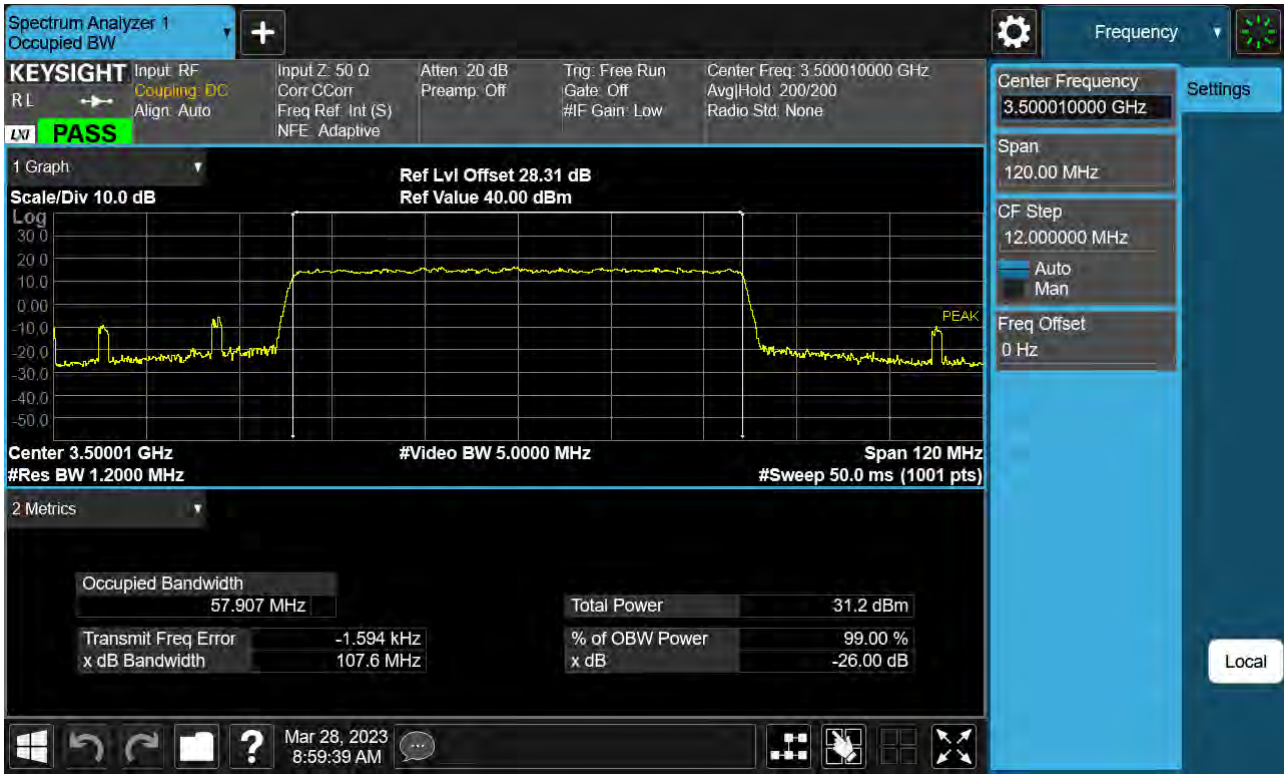 Spectrum Analyzer 1
Occupied BW
+
Frequency
KEYSIGHT
RL
LXI PASS
Input: RF
Coupling: DC
Align: Auto
Input Z: 50 Ω
Corr CCorr
Freq Ref: Int (S)
NFE: Adaptive
Atten: 20 dB
Preamp: Off
Trig: Free Run
Gate: Off
#IF Gain: Low
Center Freq: 3.500010000 GHz
Avg|Hold: 200/200
Radio Std: None
Center Frequency
3.500010000 GHz
Settings
Span
120.00 MHz
CF Step
12.000000 MHz
Auto
Man
Freq Offset
0 Hz
Local
1 Graph
Scale/Div 10.0 dB
Ref Lvl Offset 28.31 dB
Ref Value 40.00 dBm
Log
30.0
20.0
10.0
0.00
-10.0
-20.0
-30.0
-40.0
-50.0
PEAK
Center 3.50001 GHz
#Video BW 5.0000 MHz
Span 120 MHz
#Res BW 1.2000 MHz
#Sweep 50.0 ms (1001 pts)
2 Metrics
Occupied Bandwidth
57.907 MHz
Total Power 31.2 dBm
Transmit Freq Error -1.594 kHz
% of OBW Power 99.00 %
x dB Bandwidth 107.6 MHz
x dB -26.00 dB
?
Mar 28, 2023
8:59:39 AM